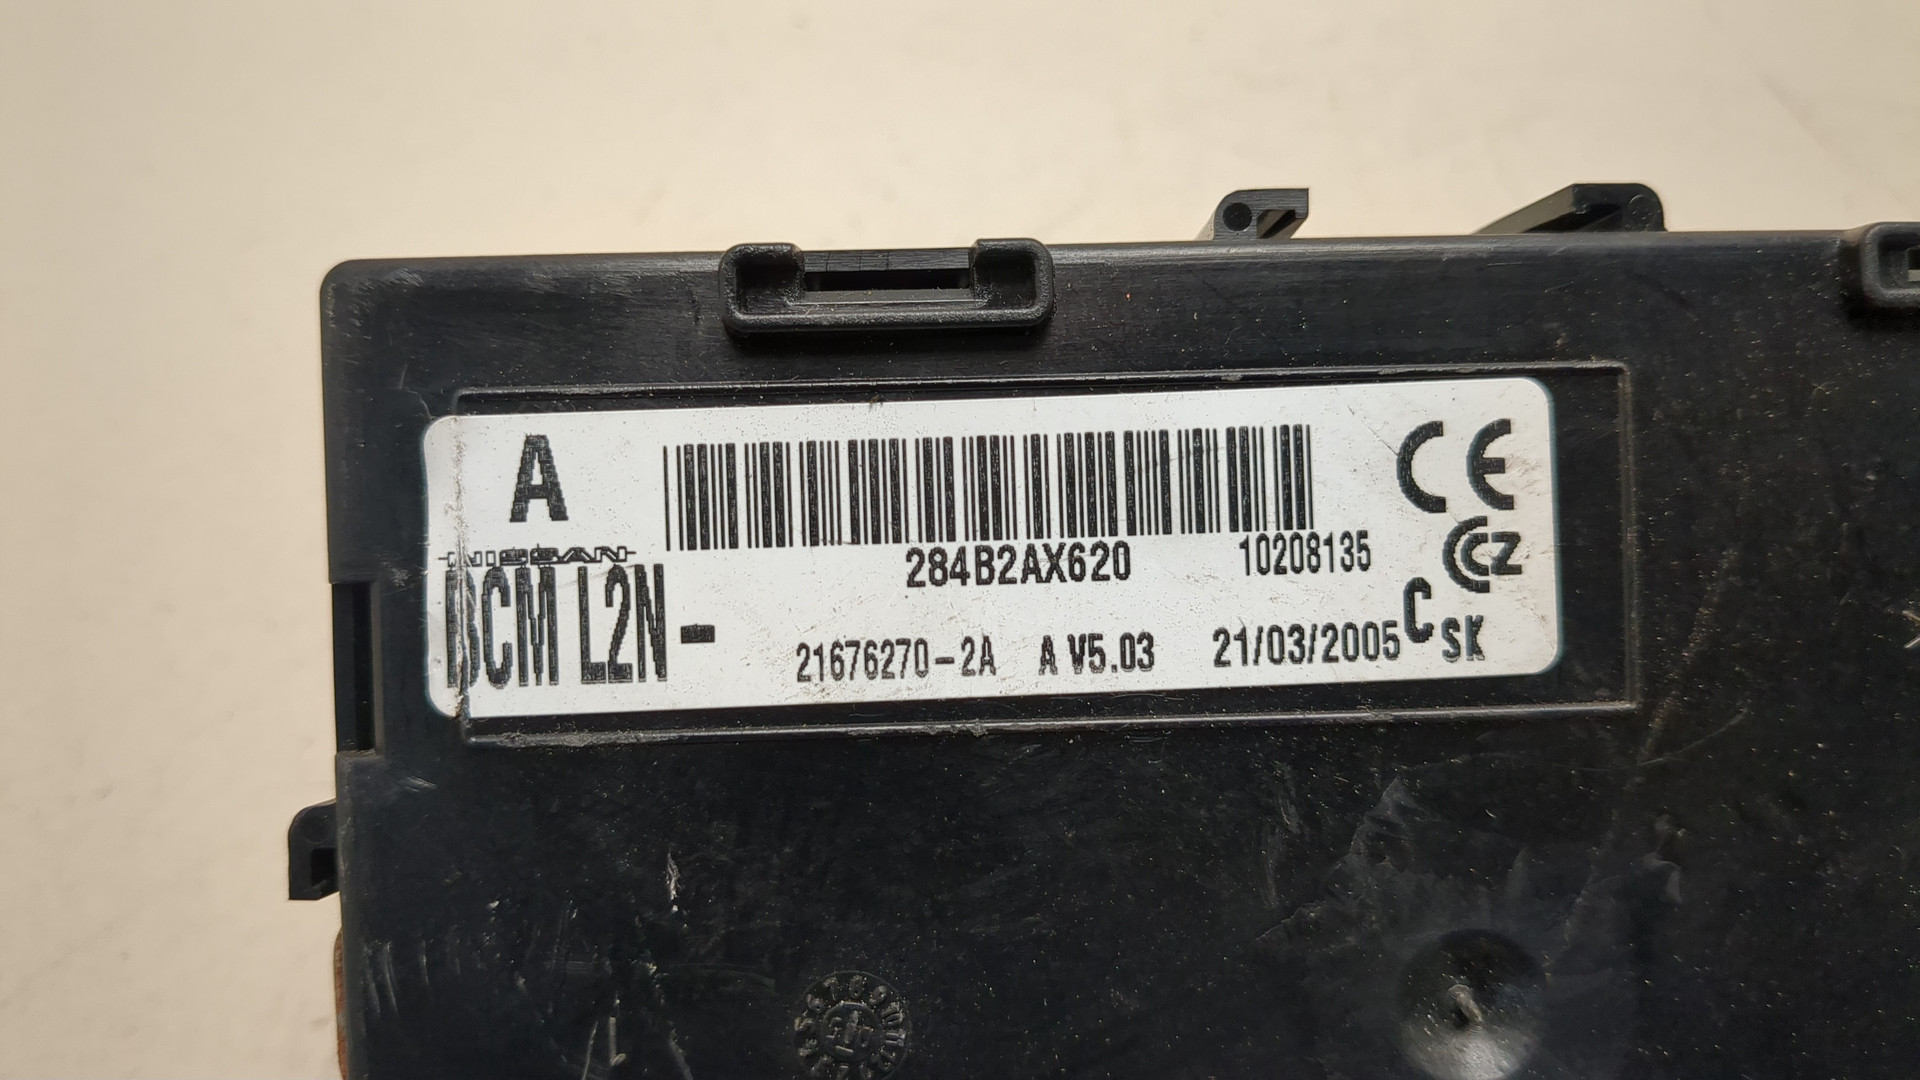 A
NISSAN
284B2AX620 10208135
BCM L2N-
21676270-2A A V5.03 21/03/2005
CE
CZ
C SK